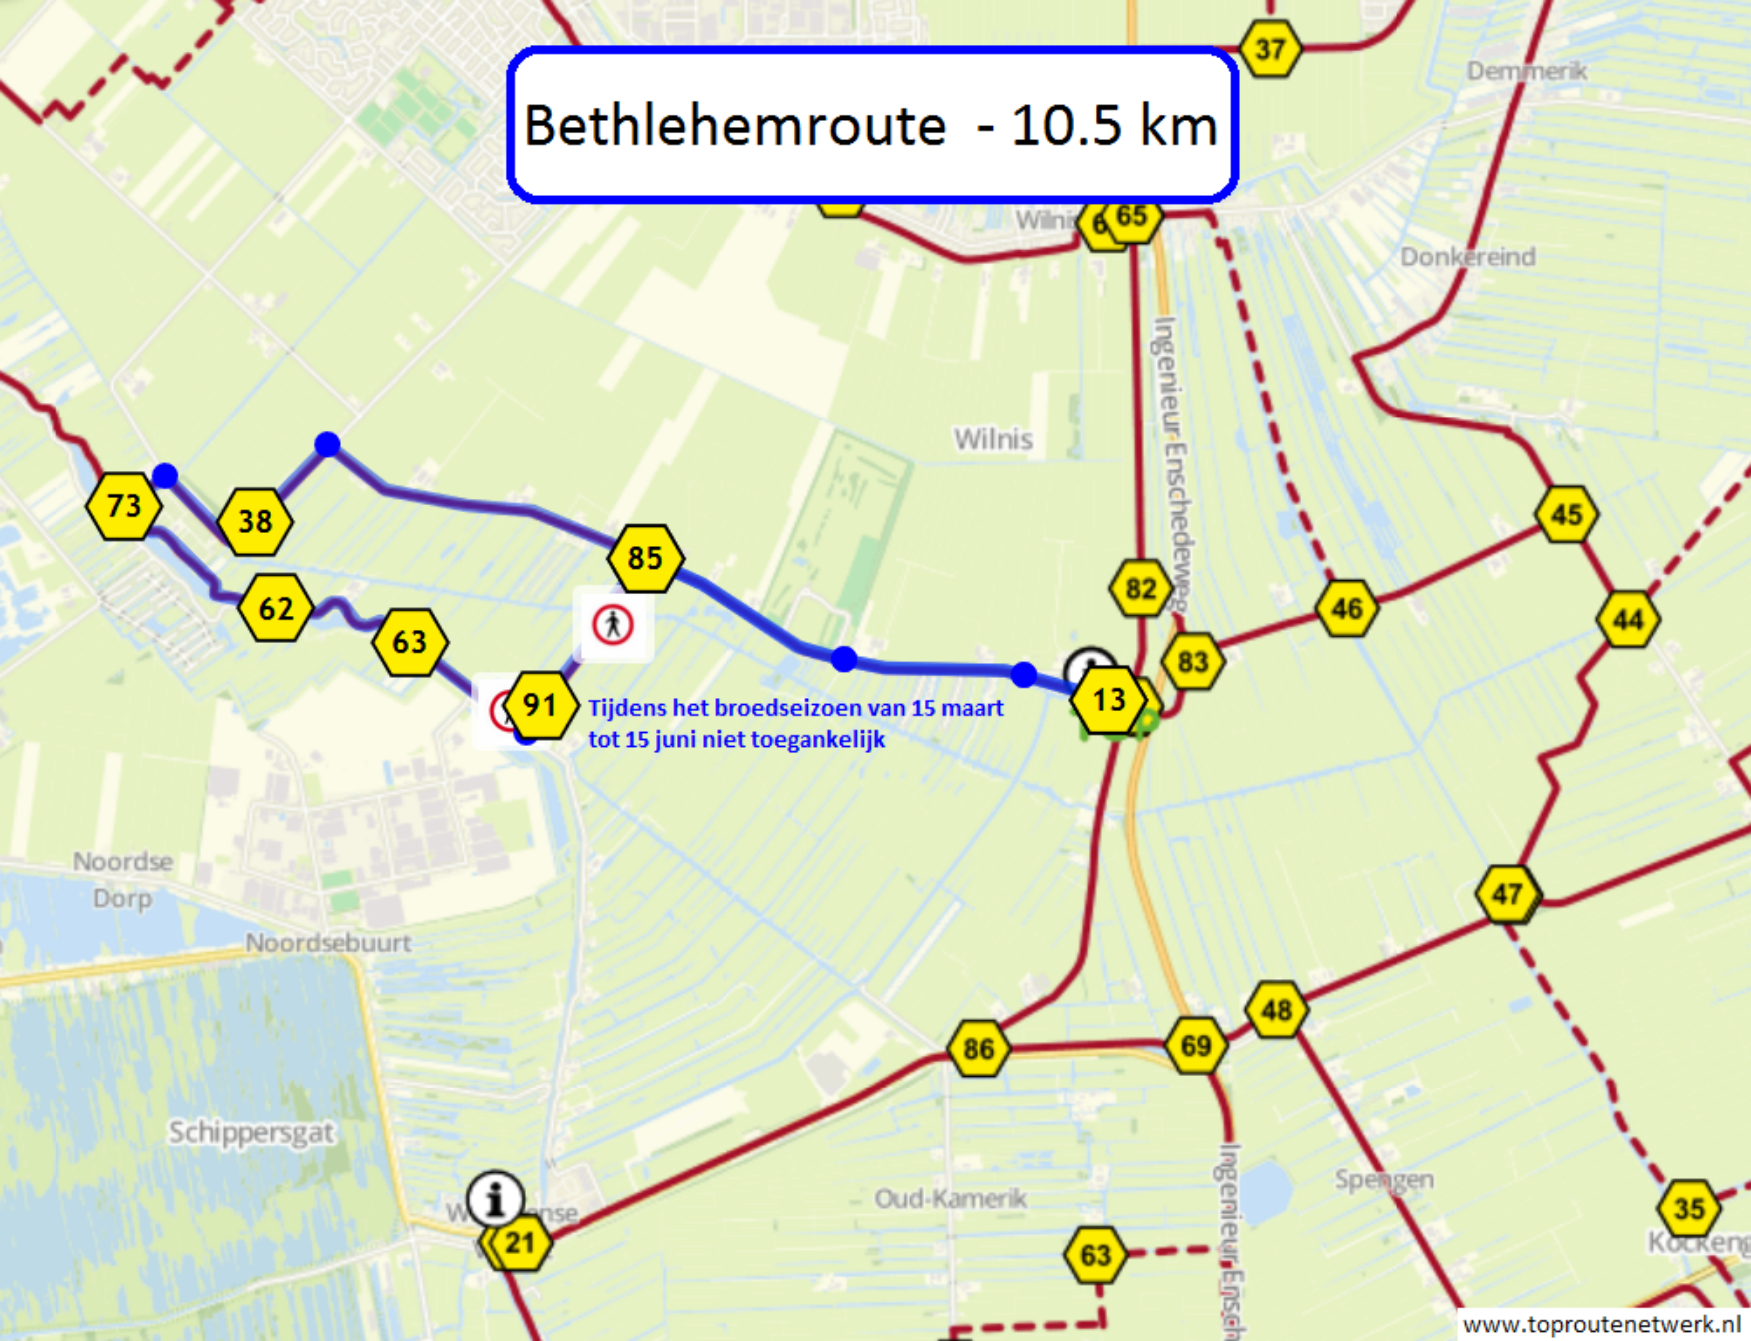 37
Demmerik
Bethlehemroute - 10.5 km
65
Donkereind
Ingenieur Enschedeweg
Wilnis
73
38
45
85
82
46
62
63
44
83
91
13
Tijdens het broedseizoen van 15 maart
tot 15 juni niet toegankelijk
Noordse
Dorp
47
Noordsebuurt
48
86
69
Schippersgat
Spengen
i
Oud-Kamerik
35
21
63
www.toproutenetwerk.nl